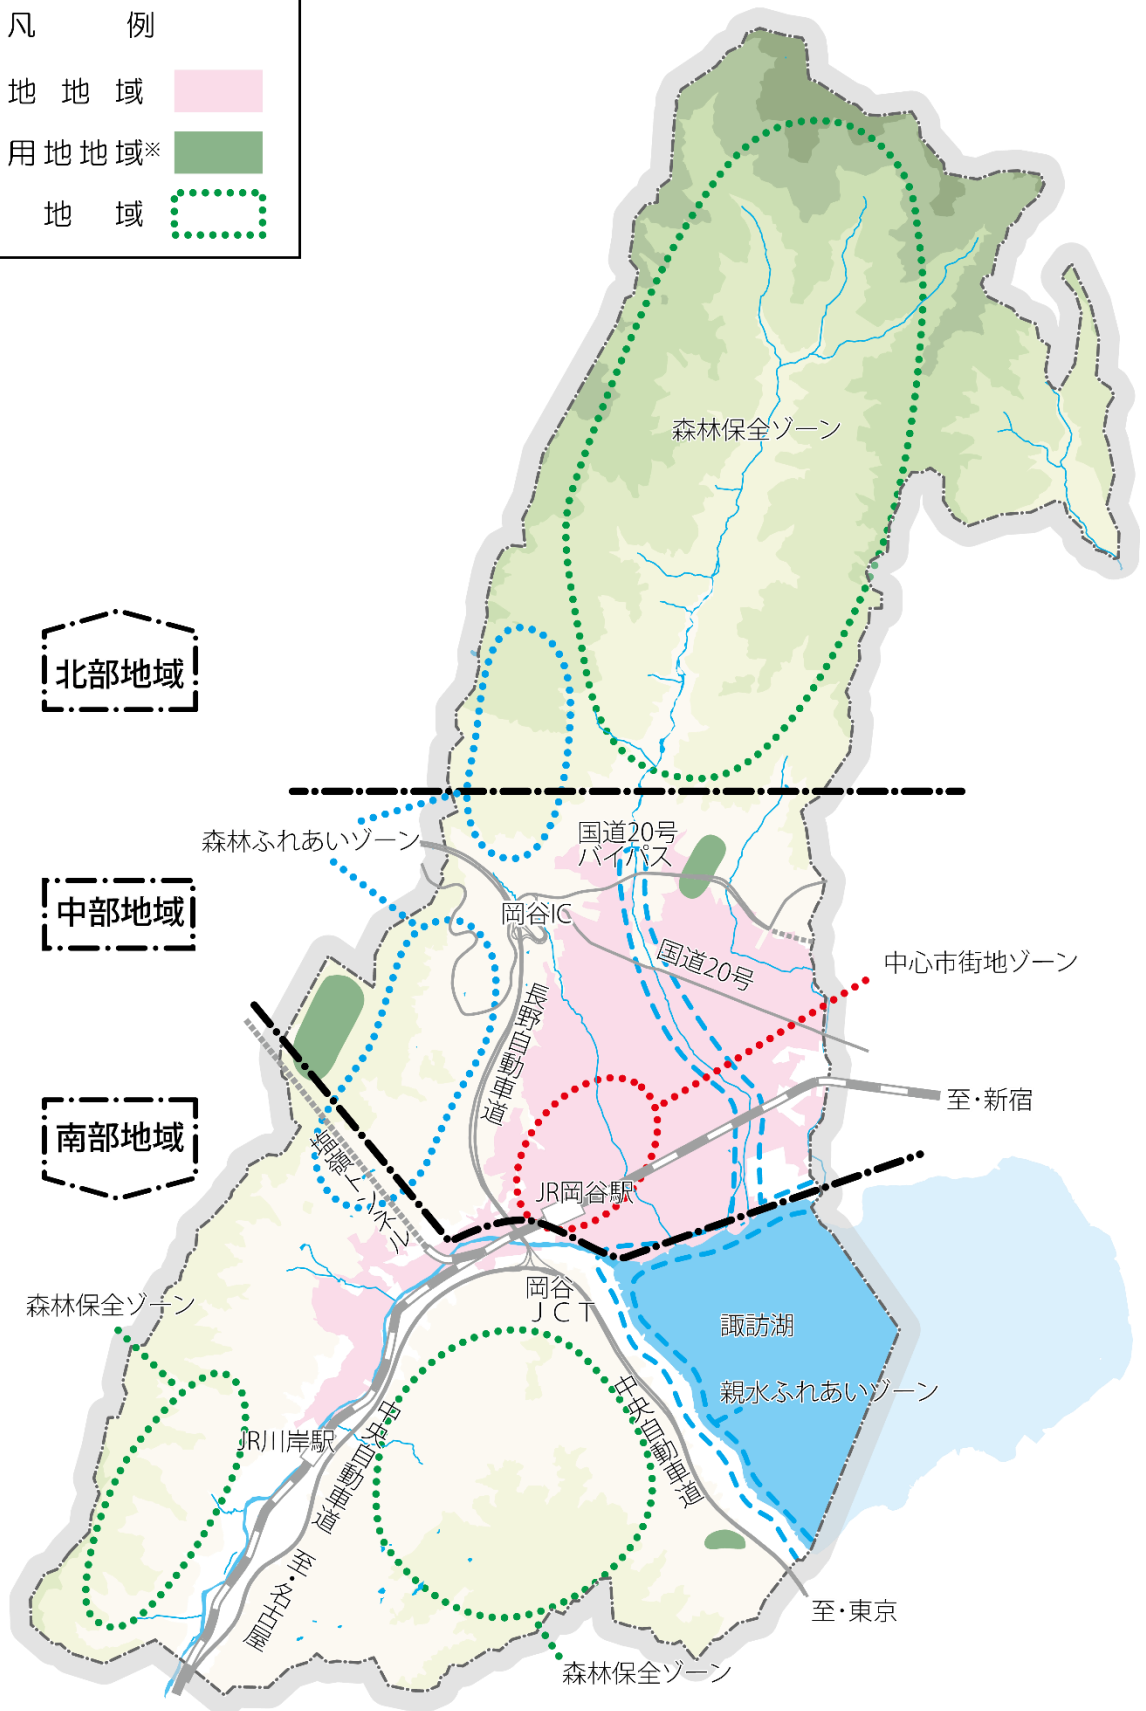 凡 例
地 地 域
用地地域※
地 域
森林保全ゾーン
北部地域
森林ふれあいゾーン
国道20号
バイパス
中部地域
岡谷IC
国道20号
中心市街地ゾーン
長野自動車道
至・新宿
南部地域
塩嶺トンネル
JR岡谷駅
岡谷
JCT
森林保全ゾーン
諏訪湖
親水ふれあいゾーン
中央自動車道
JR川岸駅
中央自動車道
至・名古屋
至・東京
森林保全ゾーン